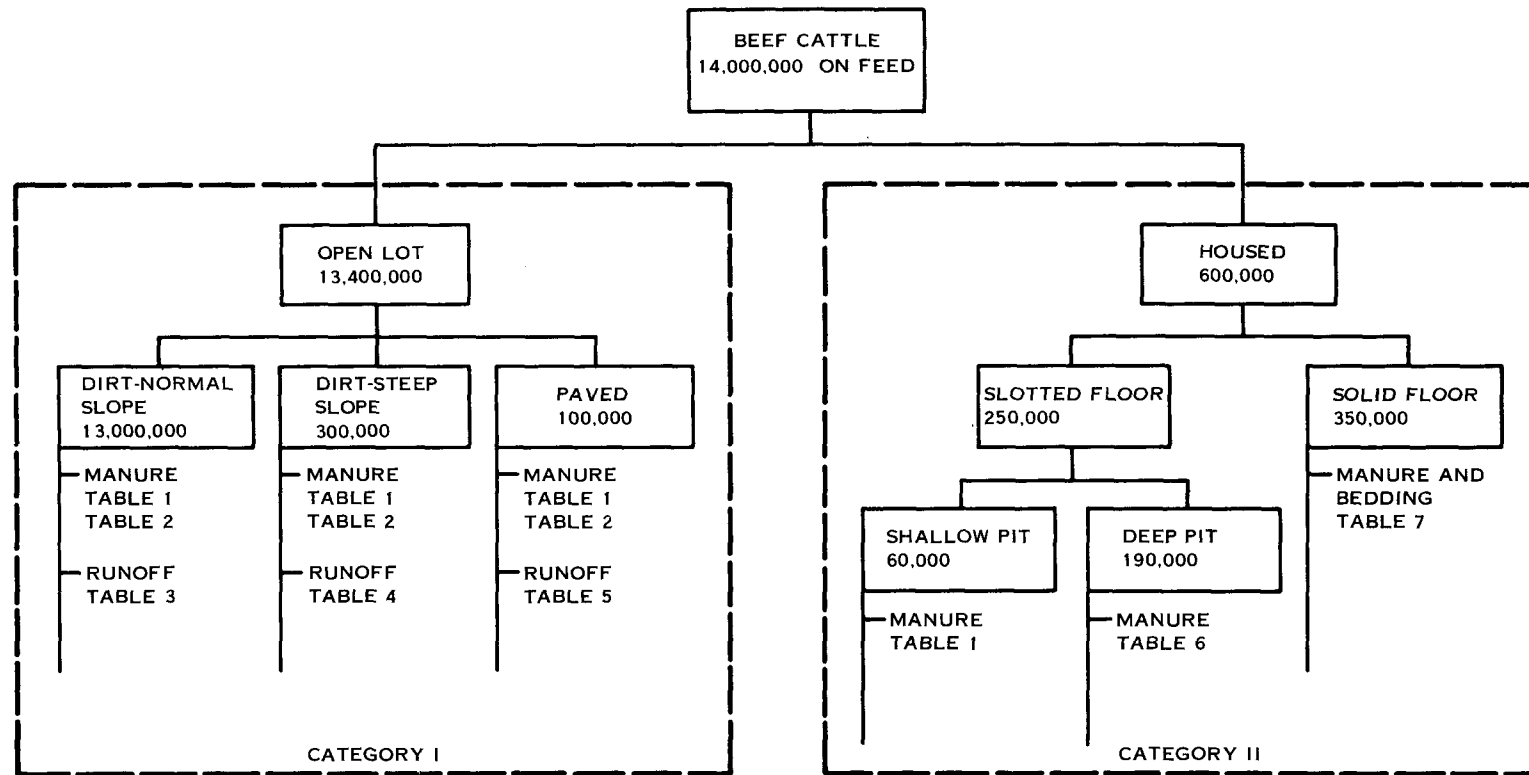 BEEF CATTLE
14,000,000 ON FEED
OPEN LOT
13,400,000
DIRT-NORMAL
SLOPE
13,000,000
MANURE
TABLE 1
TABLE 2
RUNOFF
TABLE 3
DIRT-STEEP
SLOPE
300,000
MANURE
TABLE 1
TABLE 2
RUNOFF
TABLE 4
PAVED
100,000
MANURE
TABLE 1
TABLE 2
RUNOFF
TABLE 5
CATEGORY I
HOUSED
600,000
SLOTTED FLOOR
250,000
SHALLOW PIT
60,000
MANURE
TABLE 1
DEEP PIT
190,000
MANURE
TABLE 6
SOLID FLOOR
350,000
MANURE AND
BEDDING
TABLE 7
CATEGORY II